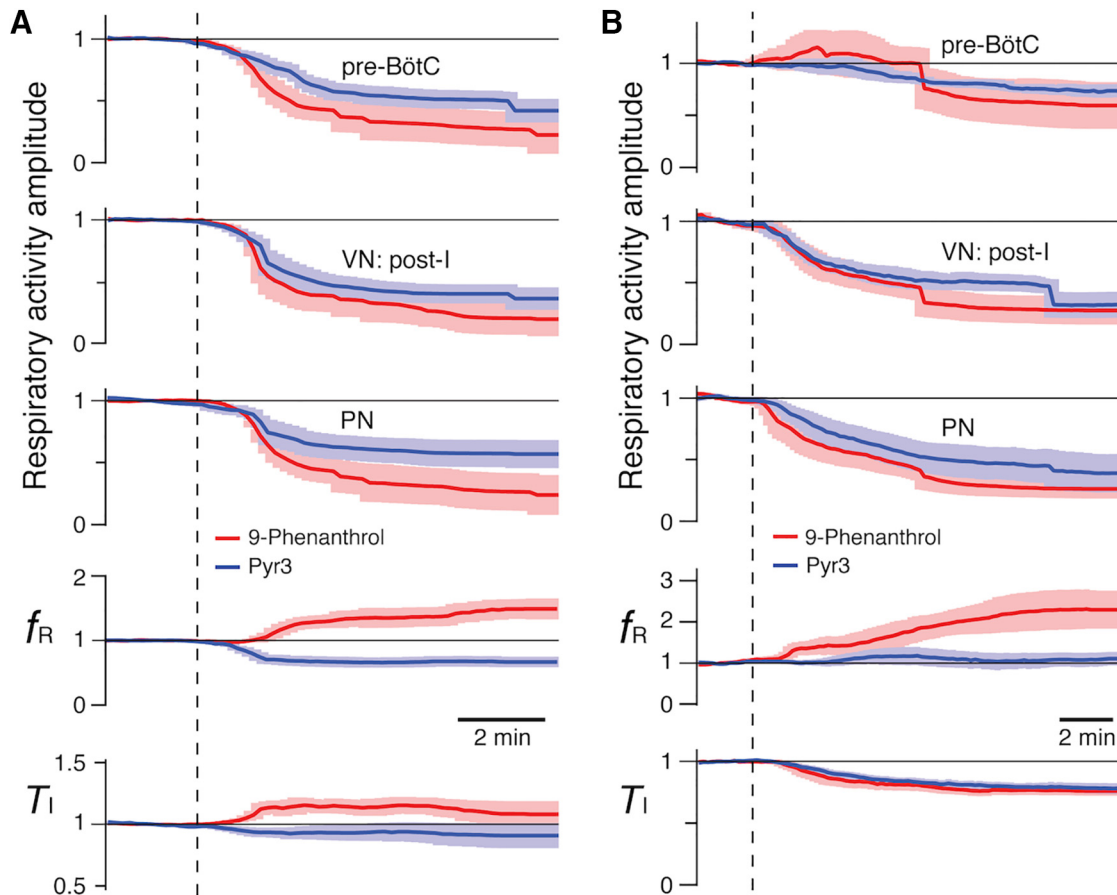 A
Respiratory activity amplitude
1
pre-BötC
0
1
VN: post-I
0
1
PN
0
9-Phenanthrol
Pyr3
2
fR
1
0
2 min
1.5
TI
1
0.5
B
Respiratory activity amplitude
pre-BötC
1
0
1
VN: post-I
0
1
PN
0
9-Phenanthrol
Pyr3
3
fR
2
1
0
2 min
1
TI
0